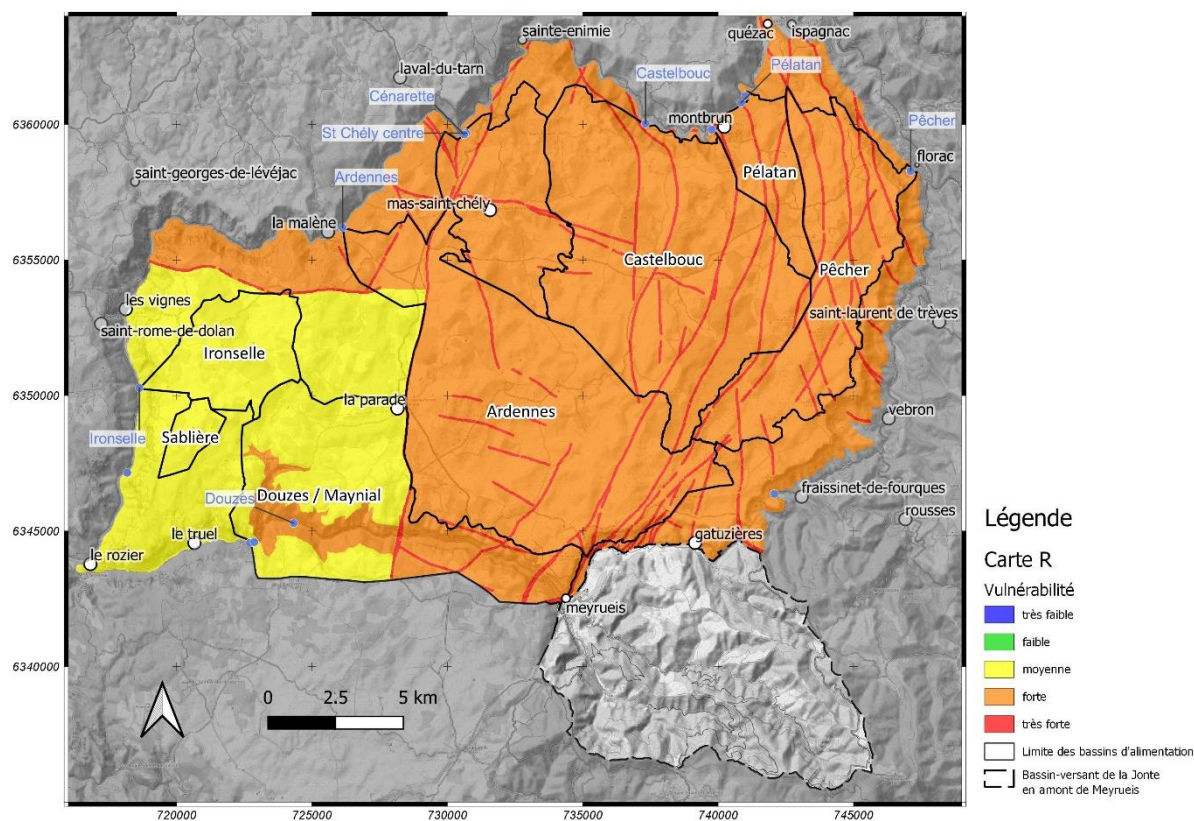 sainte-enimie
quézac
ispagnac
laval-du-tarn
Castelbouc
Pélatan
Cénarette
6360000
St Chély centre
montbrun
Pêcher
florac
saint-georges-de-lévéjac
Ardennes
Pélatan
mas-saint-chély
la malène
6355000
Castelbouc
Pêcher
les vignes
saint-laurent de trèves
saint-rome-de-dolan
Ironselle
6350000
la parade
Ardennes
vebron
Sablière
Ironselle
Douzes
Douzes / Maynial
fraissinet-de-fourques
rousses
6345000
le truel
gatuzières
le rozier
meyrueis
6340000
0 2.5 5 km
720000 725000 730000 735000 740000 745000
Légende
Carte R
Vulnérabilité
très faible
faible
moyenne
forte
très forte
Limite des bassins d'alimentation
Bassin-versant de la Jonte
en amont de Meyrueis